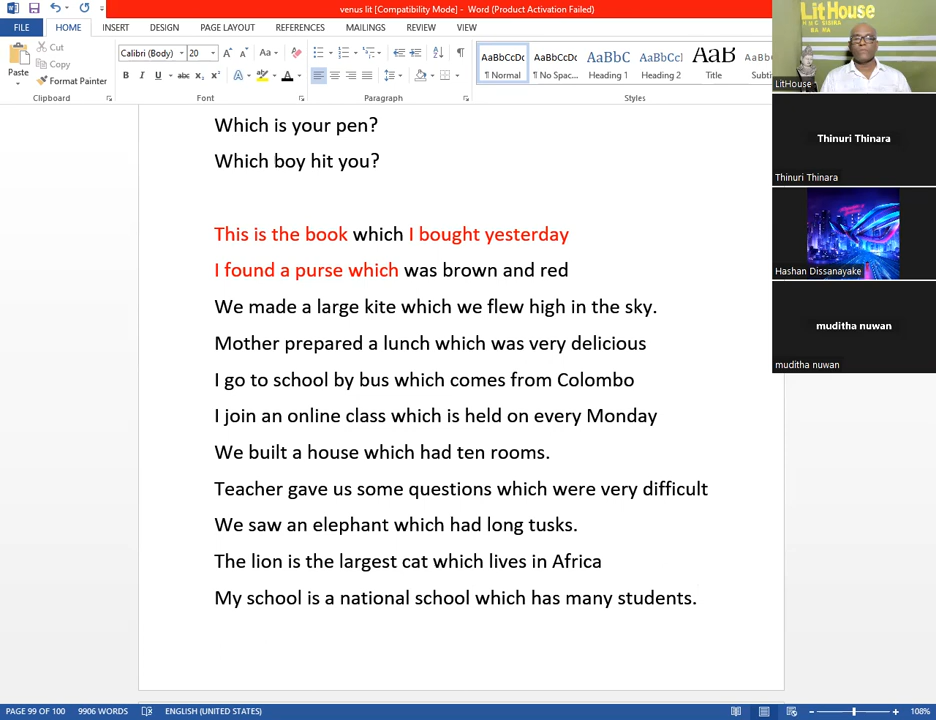 venus lit [Compatibility Mode] - Word (Product Activation Failed)
FILE HOME INSERT DESIGN PAGE LAYOUT REFERENCES MAILINGS REVIEW VIEW
Paste
Cut
Copy
Format Painter
Clipboard
Calibri (Body) 20
Font
Paragraph
AaBbCcDc AaBbCcDc AaBbC AaBbCcl AaB AaBbC
¶ Normal ¶ No Spac... Heading 1 Heading 2 Title Subti
Styles
Which is your pen?
Which boy hit you?
This is the book which I bought yesterday
I found a purse which was brown and red
We made a large kite which we flew high in the sky.
Mother prepared a lunch which was very delicious
I go to school by bus which comes from Colombo
I join an online class which is held on every Monday
We built a house which had ten rooms.
Teacher gave us some questions which were very difficult
We saw an elephant which had long tusks.
The lion is the largest cat which lives in Africa
My school is a national school which has many students.
LitHouse
LitHouse
Thinuri Thinara
Thinuri Thinara
Hashan Dissanayake
muditha nuwan
muditha nuwan
PAGE 99 OF 100 9906 WORDS ENGLISH (UNITED STATES) 108%